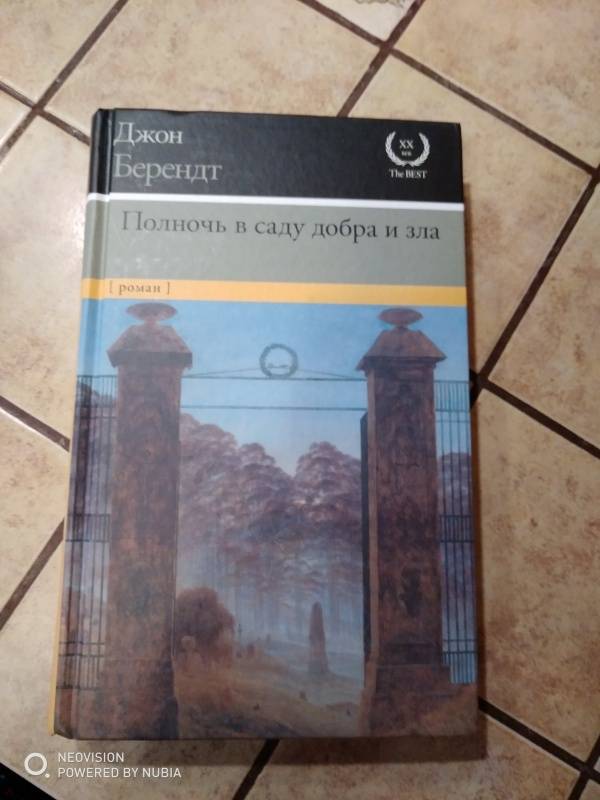 Джон
Берендт
XX
век
The BEST
Полночь в саду добра и зла
[ роман ]
NEOVISION
POWERED BY NUBIA